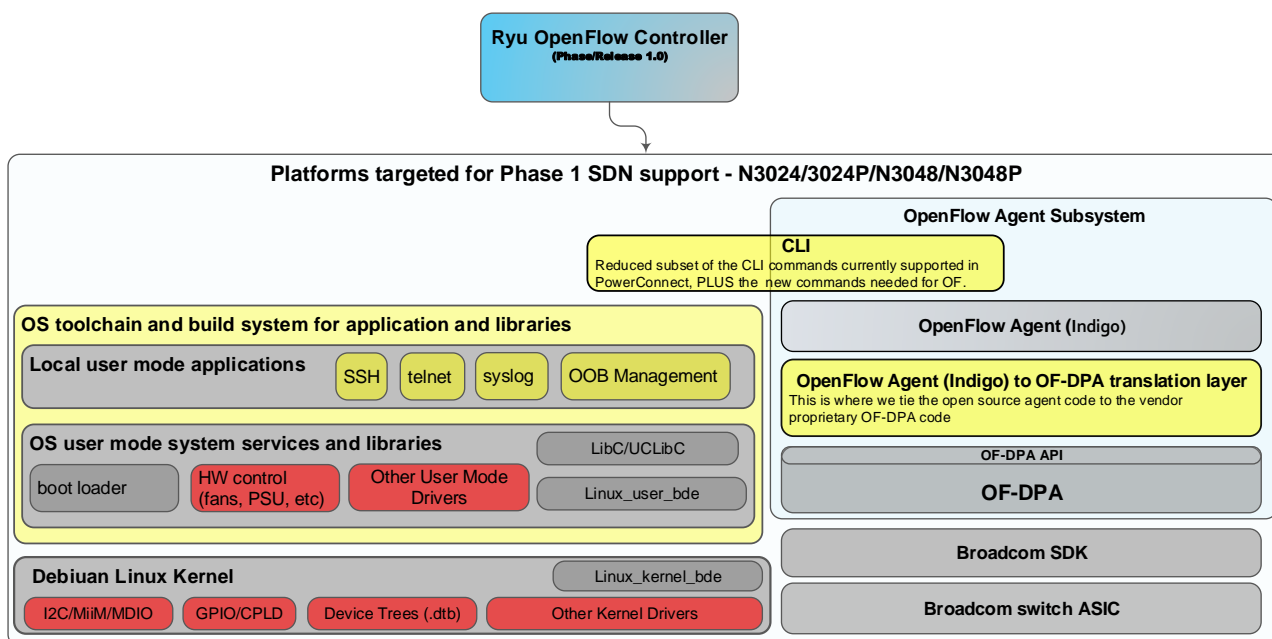 Ryu OpenFlow Controller
(Phase/Release 1.0)
Platforms targeted for Phase 1 SDN support - N3024/3024P/N3048/N3048P
OpenFlow Agent Subsystem
CLI
Reduced subset of the CLI commands currently supported in
PowerConnect, PLUS the new commands needed for OF.
OS toolchain and build system for application and libraries
Local user mode applications
SSH
telnet
syslog
OOB Management
OS user mode system services and libraries
boot loader
HW control
(fans, PSU, etc)
Other User Mode
Drivers
LibC/UCLibC
Linux_user_bde
Debiuan Linux Kernel
Linux_kernel_bde
I2C/MiiM/MDIO
GPIO/CPLD
Device Trees (.dtb)
Other Kernel Drivers
OpenFlow Agent (Indigo)
OpenFlow Agent (Indigo) to OF-DPA translation layer
This is where we tie the open source agent code to the vendor
proprietary OF-DPA code
OF-DPA API
OF-DPA
Broadcom SDK
Broadcom switch ASIC